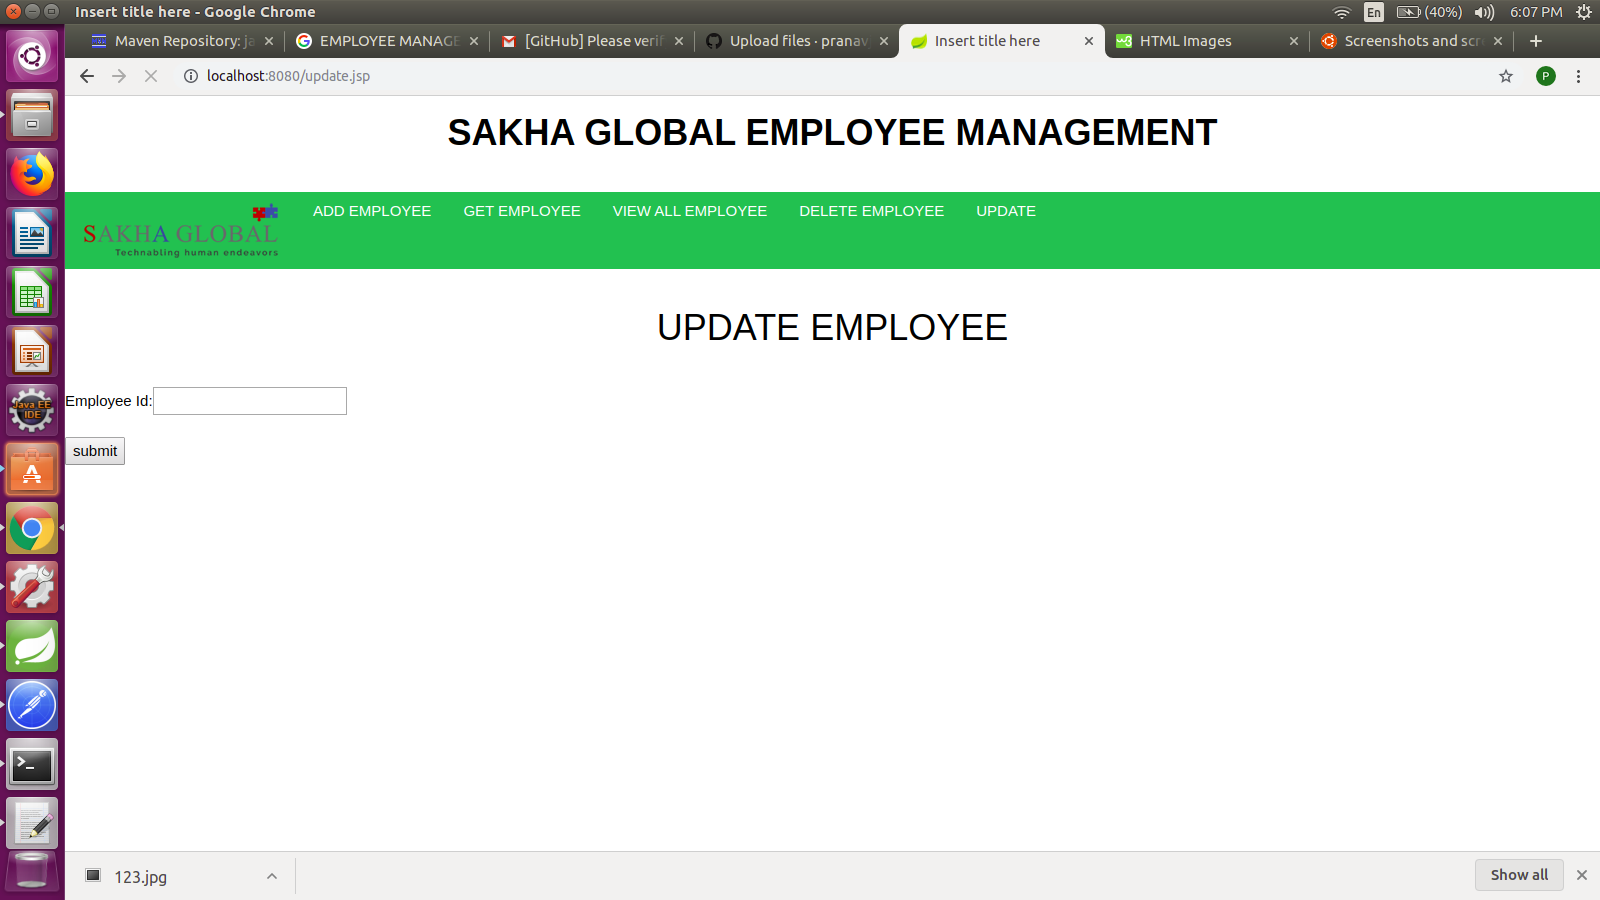 Insert title here - Google Chrome
En (40%) 6:07 PM
Maven Repository: ja
EMPLOYEE MANAGE
[GitHub] Please verif
Upload files · pranav
Insert title here
HTML Images
Screenshots and scr
localhost:8080/update.jsp
P
SAKHA GLOBAL EMPLOYEE MANAGEMENT
SAKHA GLOBAL
Technabling human endeavors
ADD EMPLOYEE GET EMPLOYEE VIEW ALL EMPLOYEE DELETE EMPLOYEE UPDATE
UPDATE EMPLOYEE
Employee Id:
submit
Java EE
IDE
123.jpg
Show all